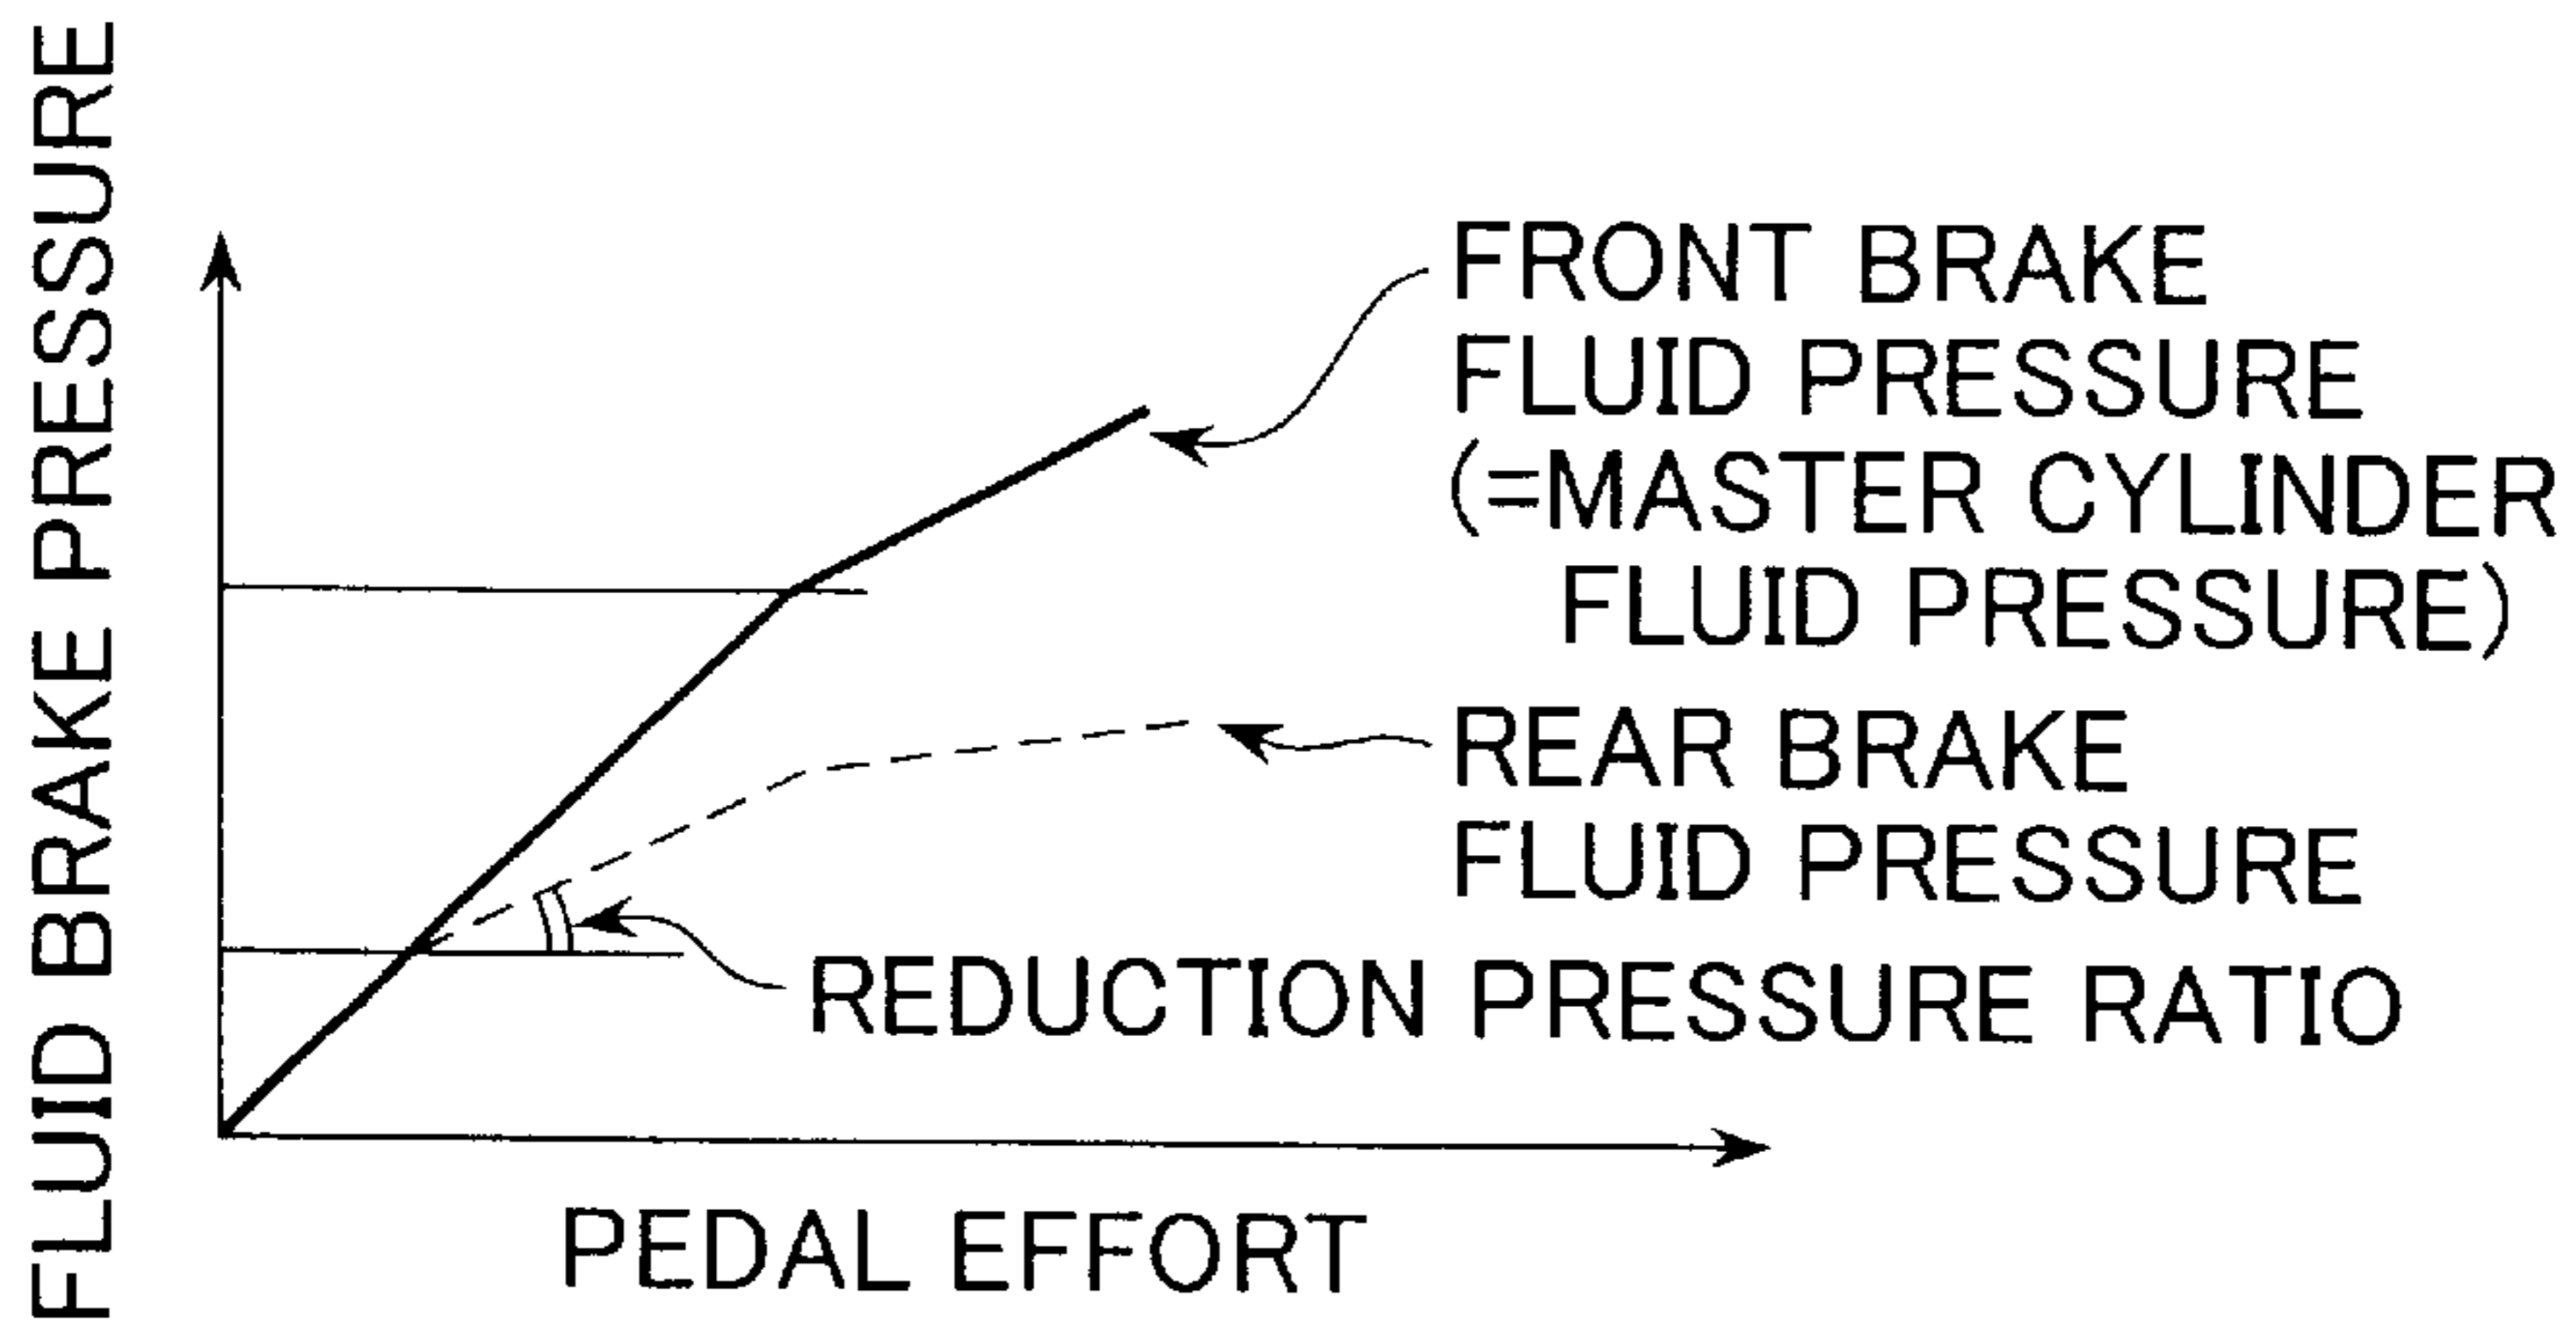 FLUID BRAKE PRESSURE
FRONT BRAKE
FLUID PRESSURE
(=MASTER CYLINDER
FLUID PRESSURE)
REAR BRAKE
FLUID PRESSURE
REDUCTION PRESSURE RATIO
PEDAL EFFORT